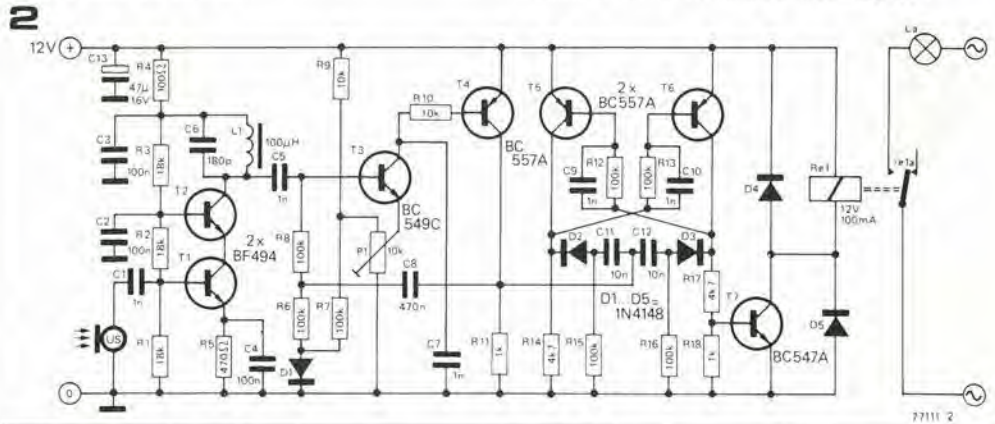 2
12V +
C13
47µ
16V
R4
100Ω
C3
100n
R3
18k
C6
180p
L1
100µH
C5
1n
R9
10k
R10
10k
T3
BC
549C
T4
BC
557A
T5
2x
BC557A
T6
C9
1n
R12
100k
R13
100k
C10
1n
D4
Re1
12V
100mA
La
re1a
C2
100n
R2
18k
T2
2x
BF494
T1
C1
1n
US
R1
18k
R5
470Ω
C4
100n
R8
100k
R6
100k
R7
100k
D1
P1
10k
C8
470n
C7
1n
R11
1k
D2
C11
10n
C12
10n
D3
D1...D5=
1N4148
R14
4k7
R15
100k
R16
100k
R17
4k7
R18
1k
T7
BC547A
D5
0
77111 2